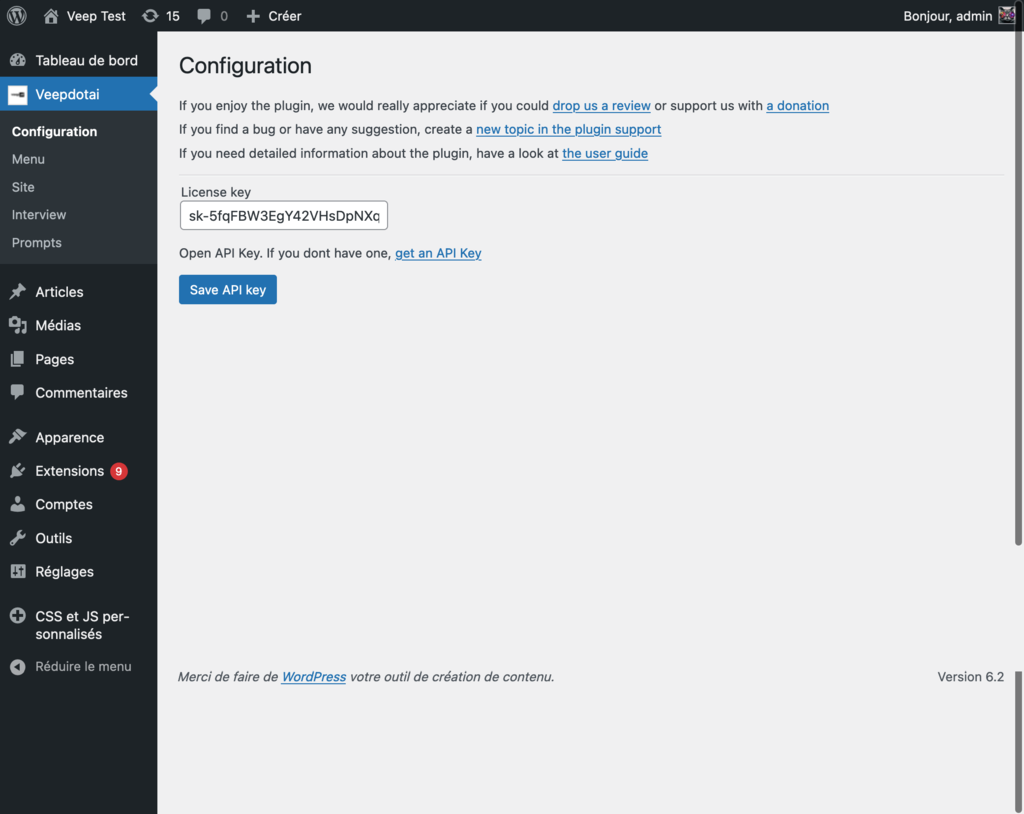 Veep Test 15 0 Créer Bonjour, admin
Tableau de bord
Veepdotai
Configuration
Menu
Site
Interview
Prompts
Articles
Médias
Pages
Commentaires
Apparence
Extensions 9
Comptes
Outils
Réglages
CSS et JS per-
sonnalisés
Réduire le menu
Configuration
If you enjoy the plugin, we would really appreciate if you could drop us a review or support us with a donation
If you find a bug or have any suggestion, create a new topic in the plugin support
If you need detailed information about the plugin, have a look at the user guide
License key
sk-5fqFBW3EgY42VHsDpNXq
Open API Key. If you dont have one, get an API Key
Save API key
Merci de faire de WordPress votre outil de création de contenu. Version 6.2